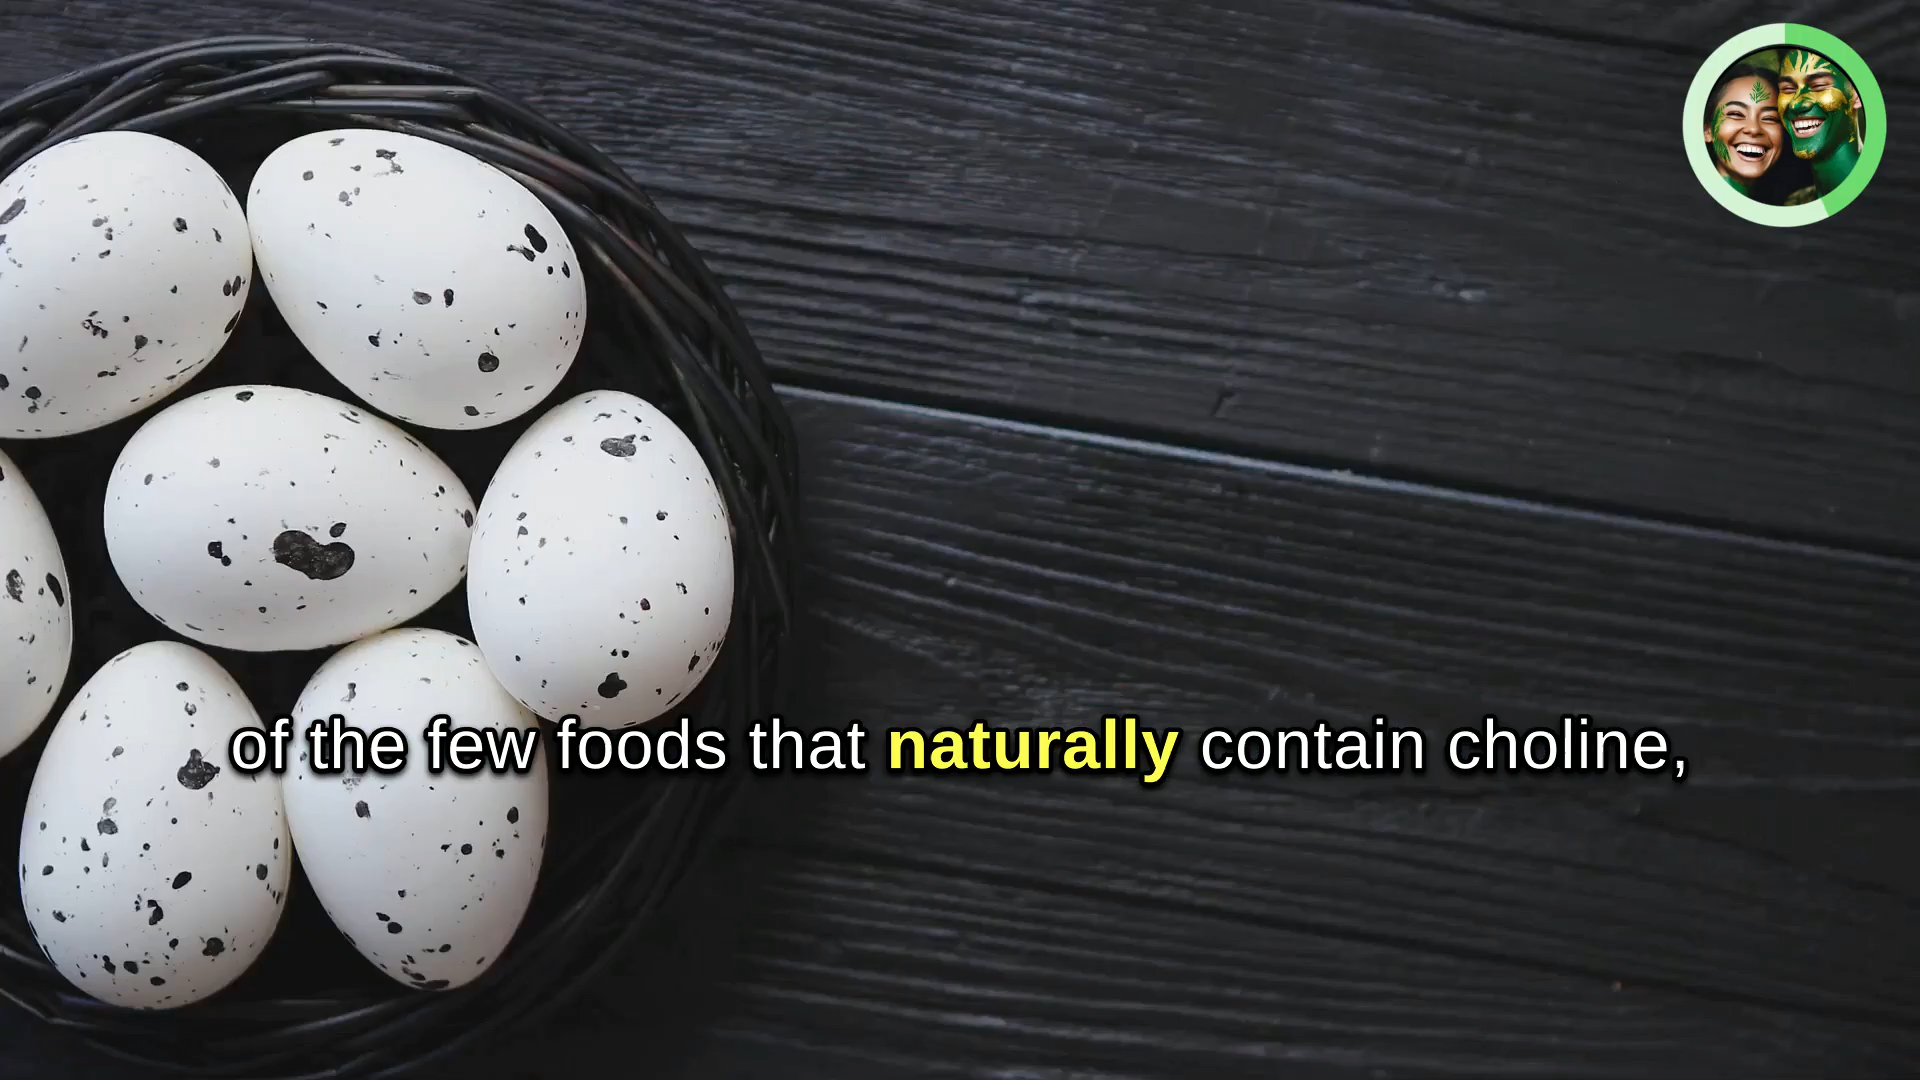 of the few foods that naturally contain choline,